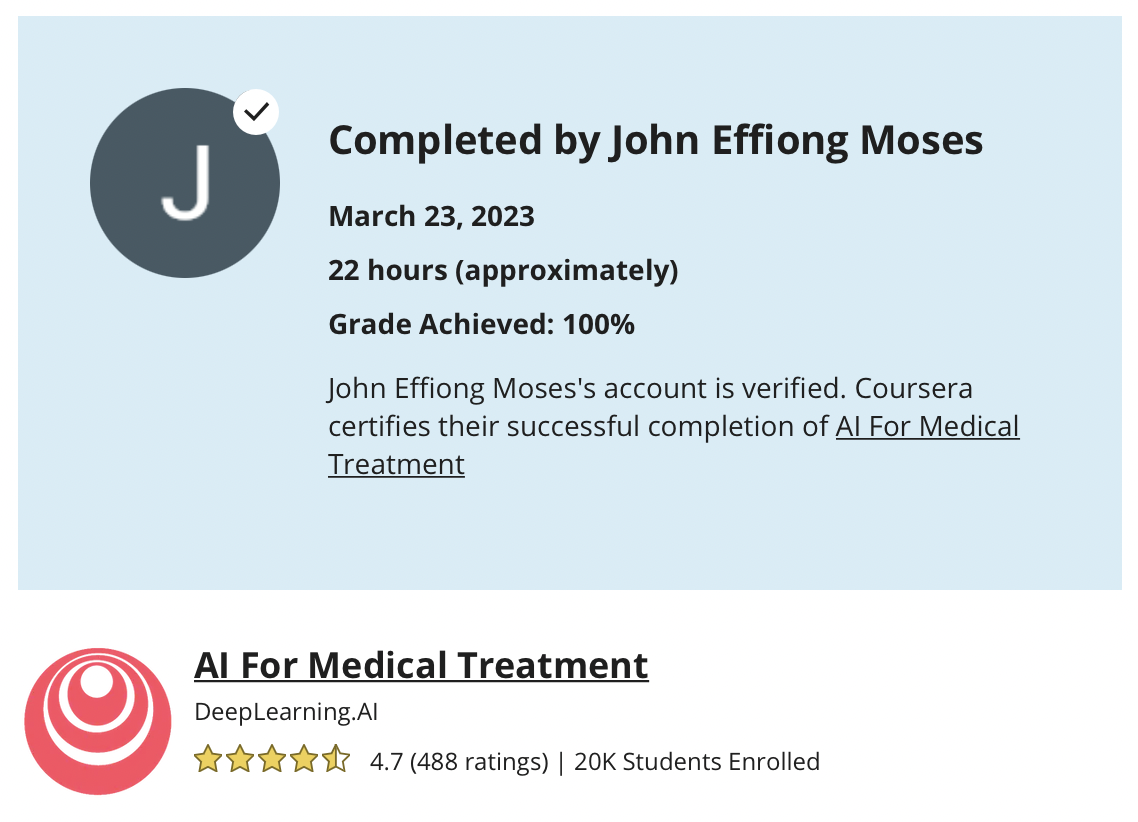 J
Completed by John Effiong Moses
March 23, 2023
22 hours (approximately)
Grade Achieved: 100%
John Effiong Moses's account is verified. Coursera
certifies their successful completion of AI For Medical
Treatment
AI For Medical Treatment
DeepLearning.AI
4.7 (488 ratings) | 20K Students Enrolled